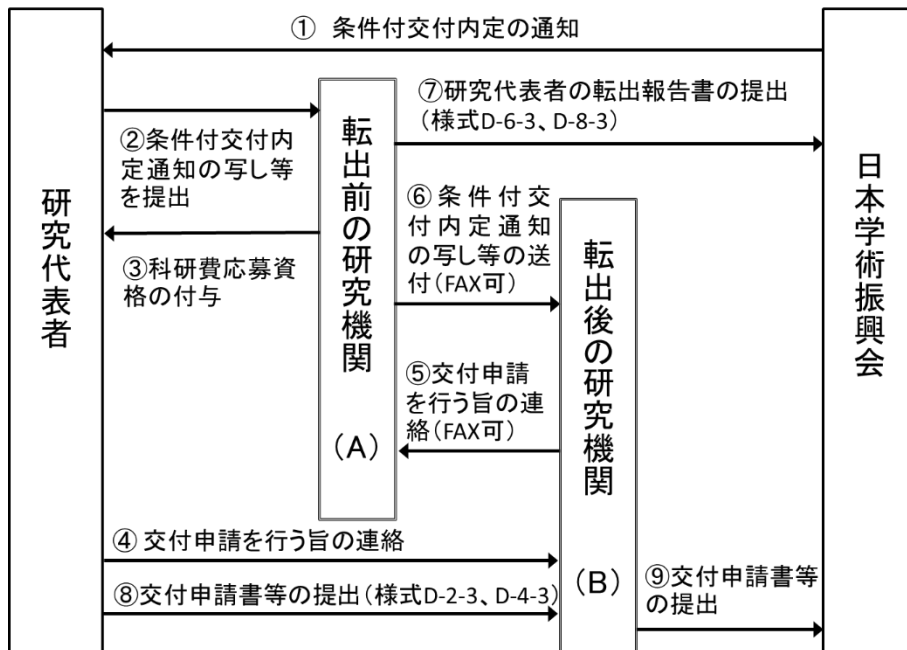 ① 条件付交付内定の通知
研究代表者
②条件付交付内
定通知の写し等
を提出
③科研費応募資
格の付与
転出前の研究機関
(A)
⑦研究代表者の転出報告書の提出
(様式D-6-3、D-8-3)
⑥条件付交
付内定通知
の写し等の送
付(FAX可)
⑤交付申請
を行う旨の連
絡(FAX可)
転出後の研究機関
(B)
日本学術振興会
④ 交付申請を行う旨の連絡
⑧交付申請書等の提出(様式D-2-3、D-4-3)
⑨交付申請書等
の提出